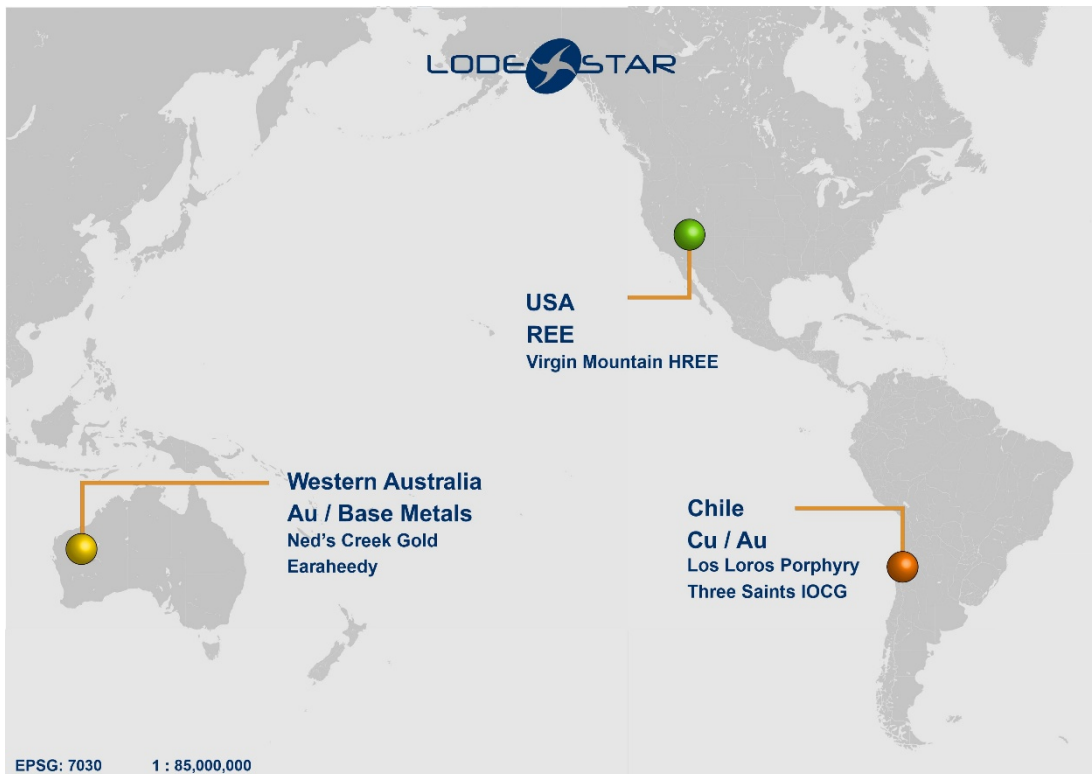 LODESTAR
USA
REE
Virgin Mountain HREE
Western Australia
Au / Base Metals
Ned's Creek Gold
Earaheedy
Chile
Cu / Au
Los Loros Porphyry
Three Saints IOCG
EPSG: 7030 1 : 85,000,000